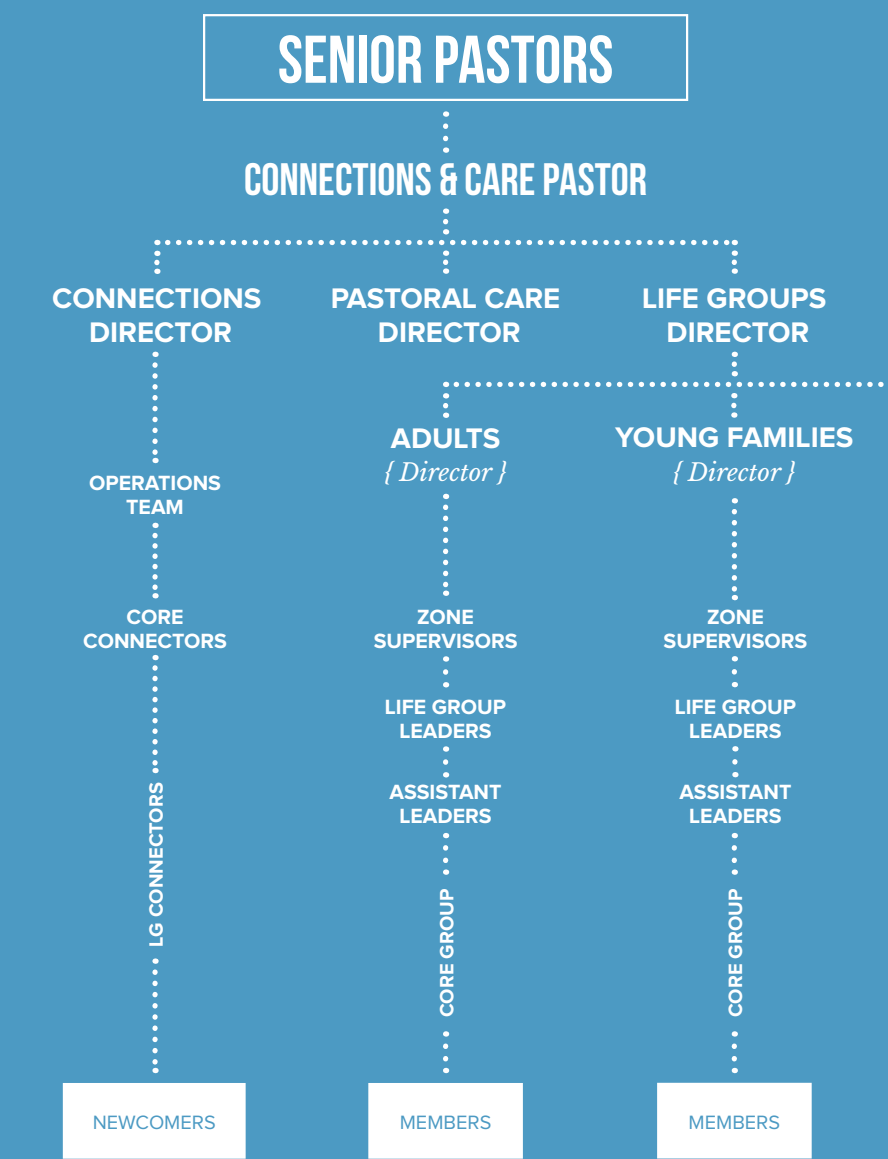 SENIOR PASTORS
CONNECTIONS & CARE PASTOR
CONNECTIONS
DIRECTOR
PASTORAL CARE
DIRECTOR
LIFE GROUPS
DIRECTOR
ADULTS
{ Director }
YOUNG FAMILIES
{ Director }
OPERATIONS
TEAM
CORE
CONNECTORS
ZONE
SUPERVISORS
ZONE
SUPERVISORS
LIFE GROUP
LEADERS
LIFE GROUP
LEADERS
ASSISTANT
LEADERS
ASSISTANT
LEADERS
LG CONNECTORS
CORE GROUP
CORE GROUP
NEWCOMERS
MEMBERS
MEMBERS